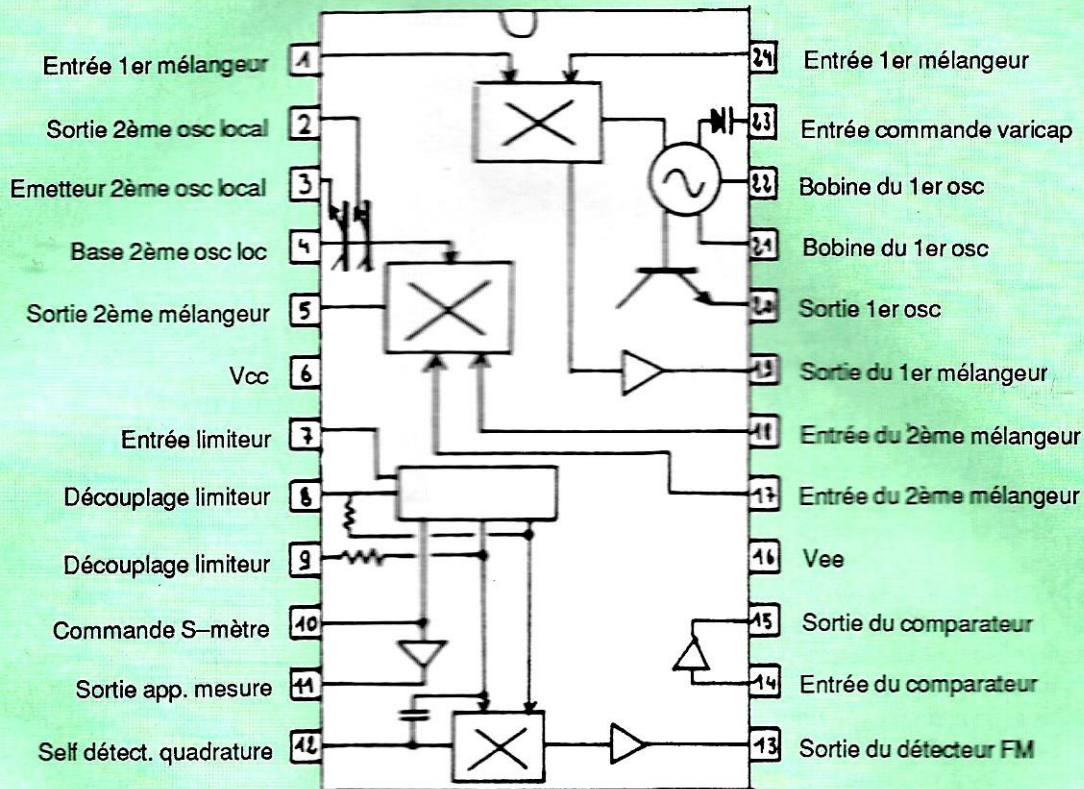 Entrée 1er mélangeur 1
Sortie 2ème osc local 2
Emetteur 2ème osc local 3
Base 2ème osc loc 4
Sortie 2ème mélangeur 5
Vcc 6
Entrée limiteur 7
Découplage limiteur 8
Découplage limiteur 9
Commande S–mètre 10
Sortie app. mesure 11
Self détect. quadrature 12
24 Entrée 1er mélangeur
23 Entrée commande varicap
22 Bobine du 1er osc
21 Bobine du 1er osc
20 Sortie 1er osc
19 Sortie du 1er mélangeur
18 Entrée du 2ème mélangeur
17 Entrée du 2ème mélangeur
16 Vee
15 Sortie du comparateur
14 Entrée du comparateur
13 Sortie du détecteur FM